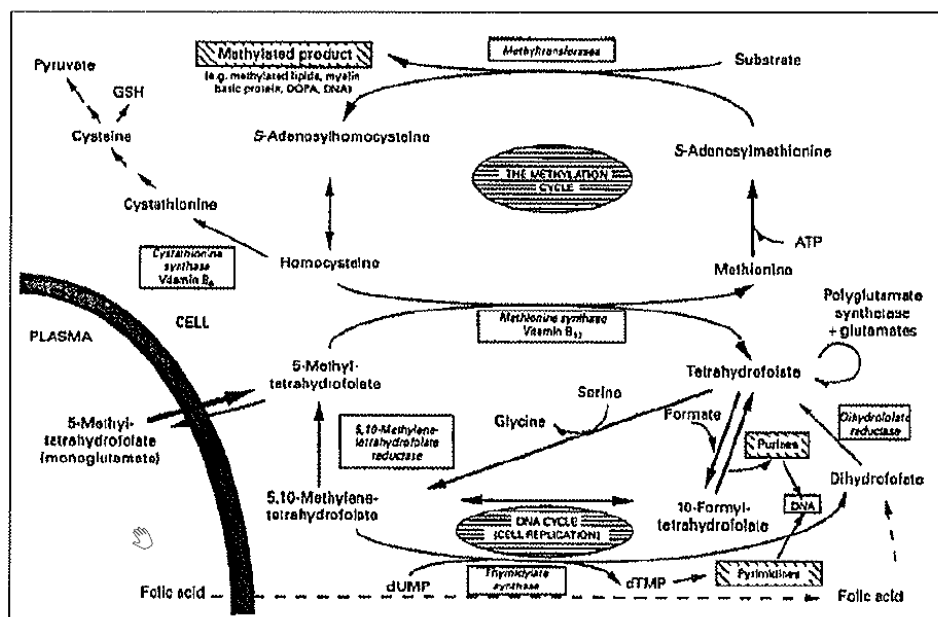 Methylated product
(e.g. methylated lipids, myelin
basic protein, DOPA, DNA)
Methyltransferases
Substrate
Pyruvate
GSH
Cysteine
S-Adenosylhomocysteine
S-Adenosylmethionine
THE METHYLATION
CYCLE
Cystathionine
ATP
Cystathionine
synthase
Vitamin B6
Homocysteine
Methionine
PLASMA
CELL
Methionine synthase
Vitamin B12
Polyglutamate
synthetase
+ glutamates
5-Methyl-
tetrahydrofolate
Tetrahydrofolate
5-Methyl-
tetrahydrofolate
(monoglutamate)
5,10-Methylene-
tetrahydrofolate
reductase
Glycine
Serine
Formate
Purines
Dihydrofolate
reductase
Dihydrofolate
5,10-Methylene-
tetrahydrofolate
10-Formyl-
tetrahydrofolate
DNA
DNA CYCLE
(CELL REPLICATION)
Folic acid
dUMP
Thymidylate
synthase
dTMP
Pyrimidines
Folic acid